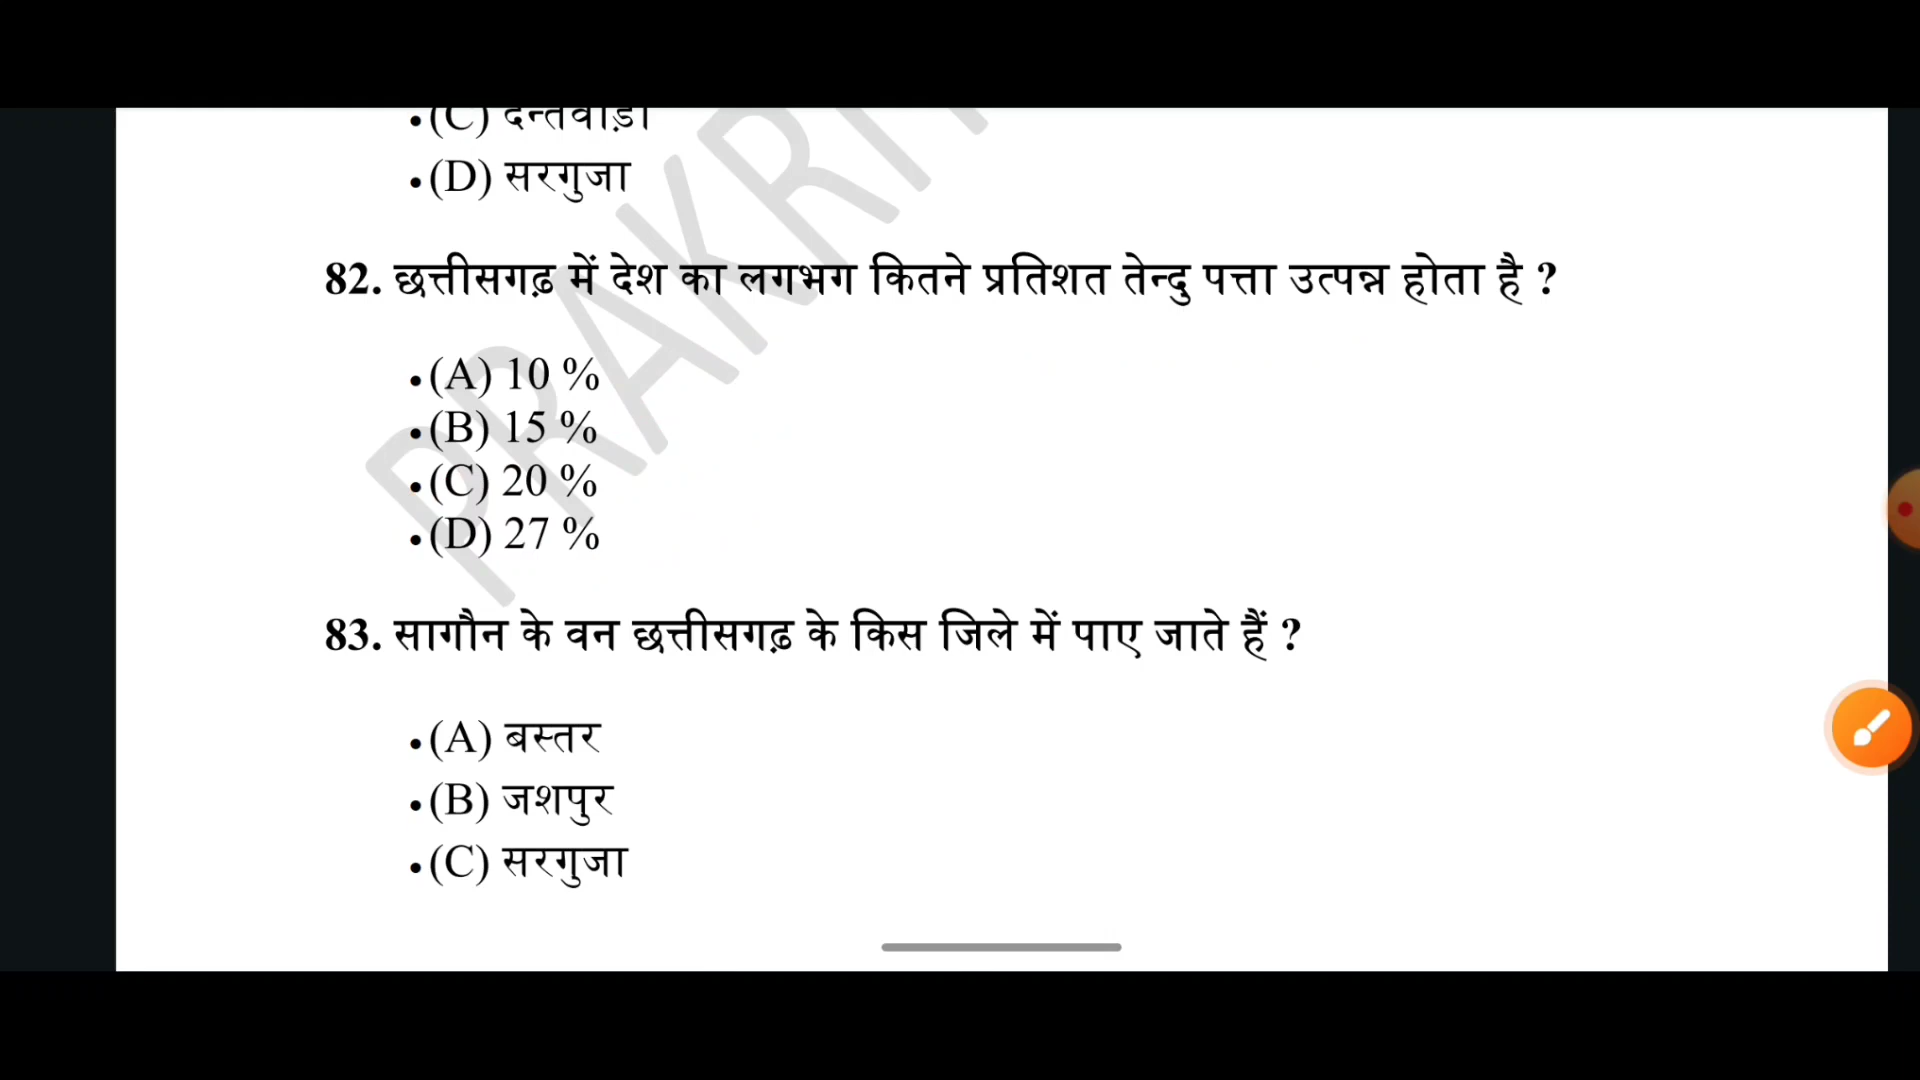 •(C) दन्तवाड़ा
•(D) सरगुजा
82. छत्तीसगढ़ में देश का लगभग कितने प्रतिशत तेन्दु पत्ता उत्पन्न होता है ?
•(A) 10 %
•(B) 15 %
•(C) 20 %
•(D) 27 %
83. सागौन के वन छत्तीसगढ़ के किस जिले में पाए जाते हैं ?
•(A) बस्तर
•(B) जशपुर
•(C) सरगुजा